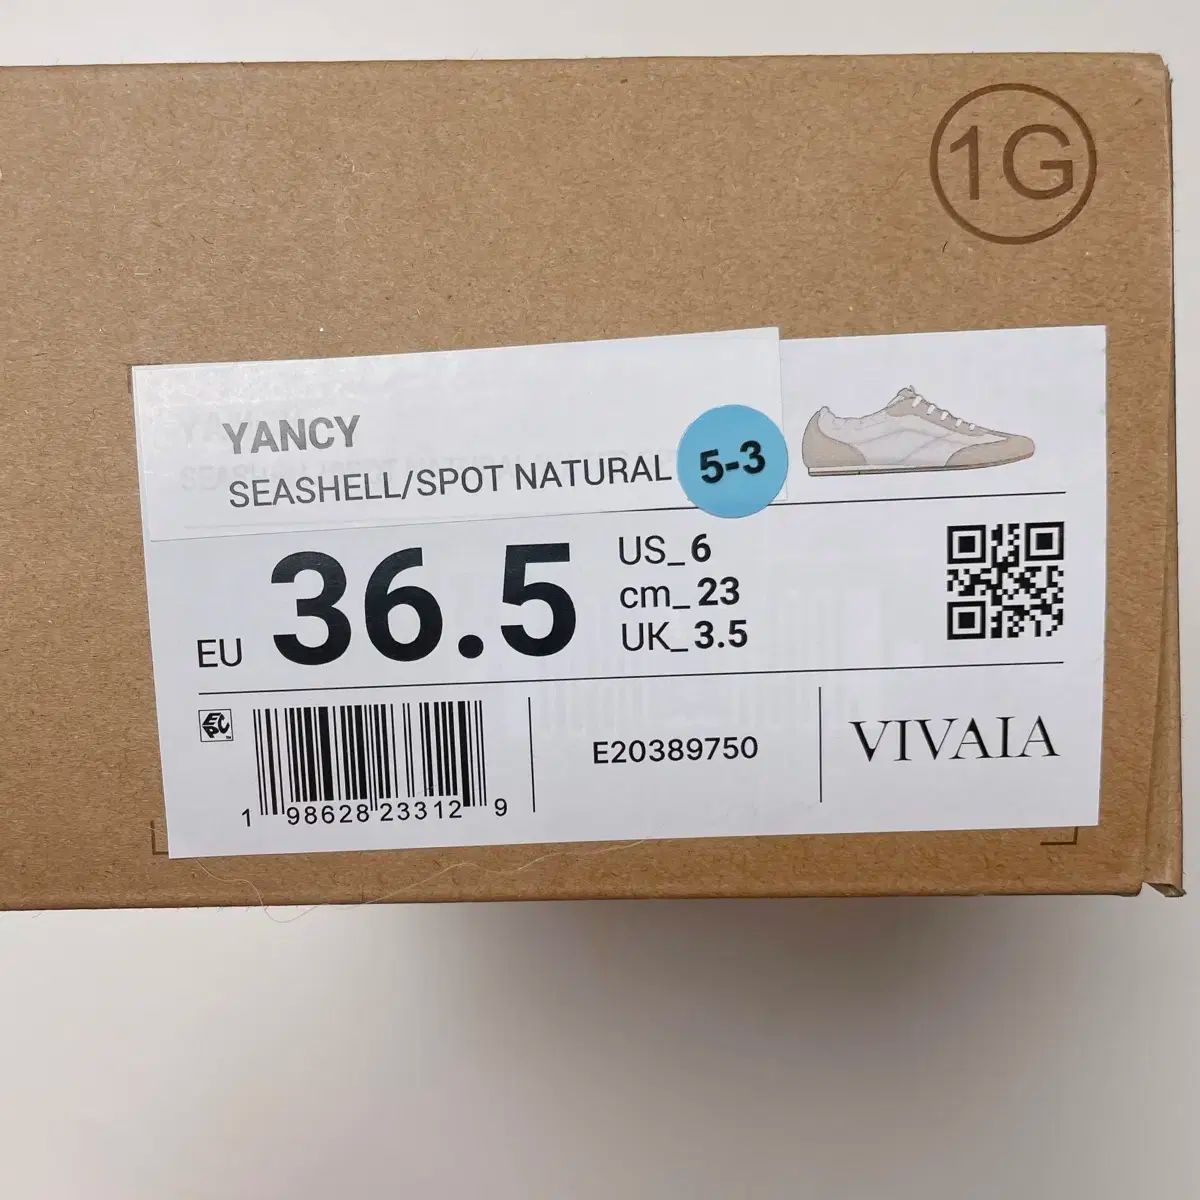 1G
YANCY
SEASHELL/SPOT NATURAL
5-3
EU 36.5
US_6
cm_23
UK_3.5
EPC
1 98628 23312 9
E20389750
VIVAIA